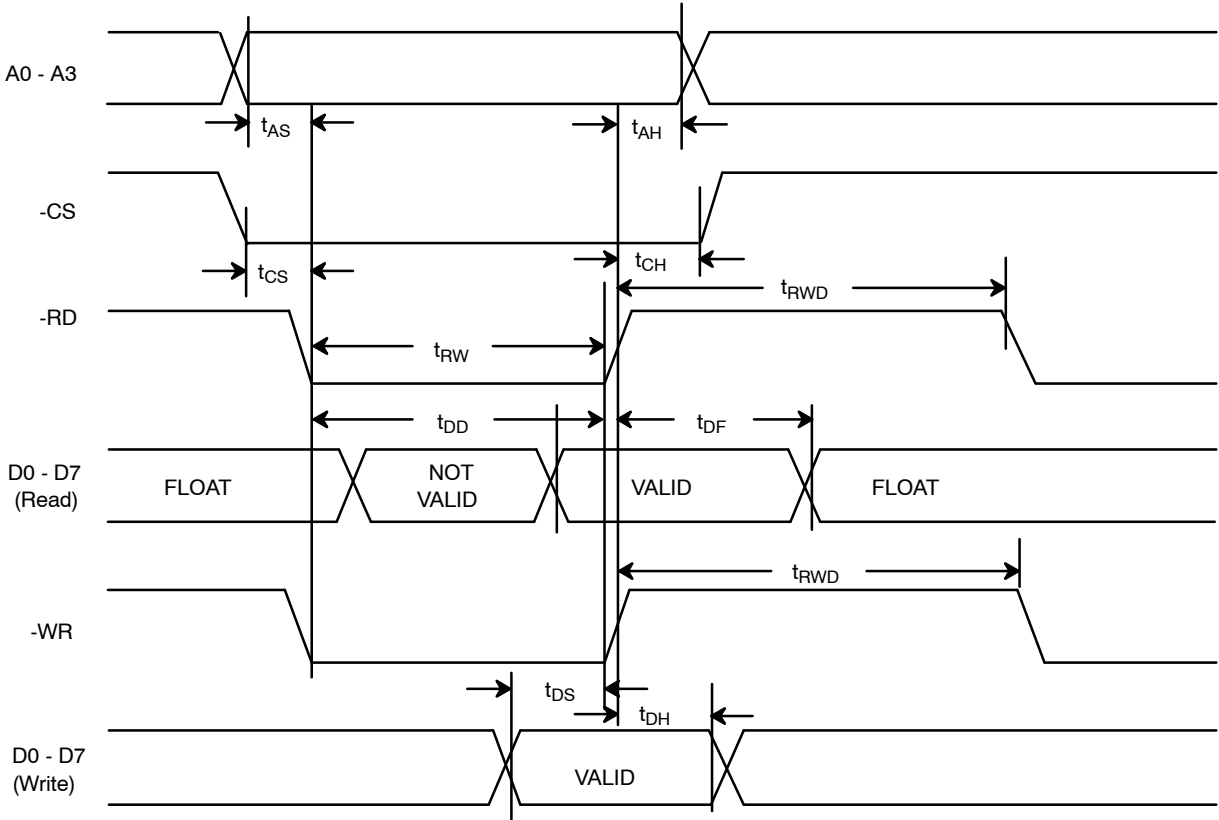 A0 - A3
tAS
tAH
-CS
tCS
tCH
tRWD
-RD
tRW
tDD
tDF
D0 - D7
(Read)
FLOAT
NOT
VALID
VALID
FLOAT
tRWD
-WR
tDS
tDH
D0 - D7
(Write)
VALID